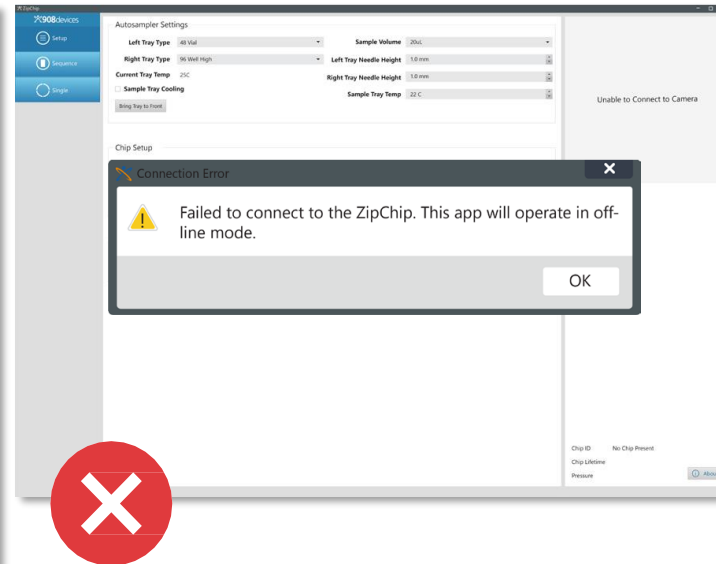 ZipChip
908devices
Setup
Sequence
Single
Autosampler Settings
Left Tray Type 48 Vial Sample Volume 20uL
Right Tray Type 96 Well High Left Tray Needle Height 1.0 mm
Current Tray Temp 25C Right Tray Needle Height 1.8 mm
Sample Tray Cooling Sample Tray Temp 22 C
Bring Tray to Front
Unable to Connect to Camera
Chip Setup
Connection Error
Failed to connect to the ZipChip. This app will operate in off-
line mode.
OK
Chip ID No Chip Present
Chip Lifetime
Pressure